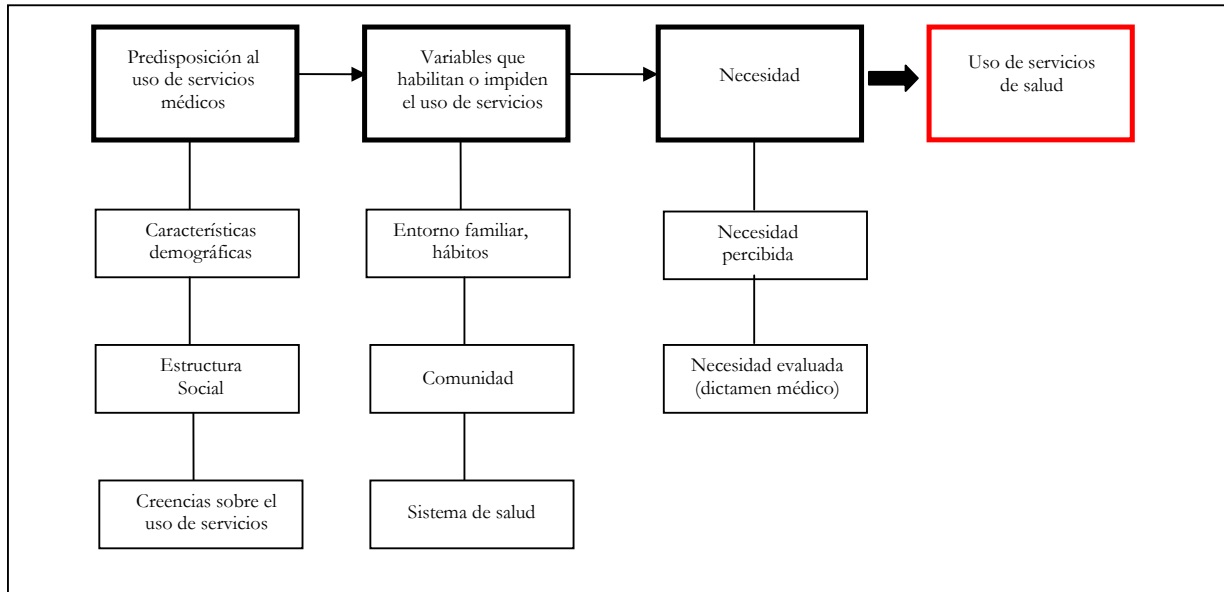 Predisposición al
uso de servicios
médicos
Variables que
habilitan o impiden
el uso de servicios
Necesidad
Uso de servicios
de salud
Características
demográficas
Entorno familiar,
hábitos
Necesidad
percibida
Estructura
Social
Comunidad
Necesidad evaluada
(dictamen médico)
Creencias sobre el
uso de servicios
Sistema de salud